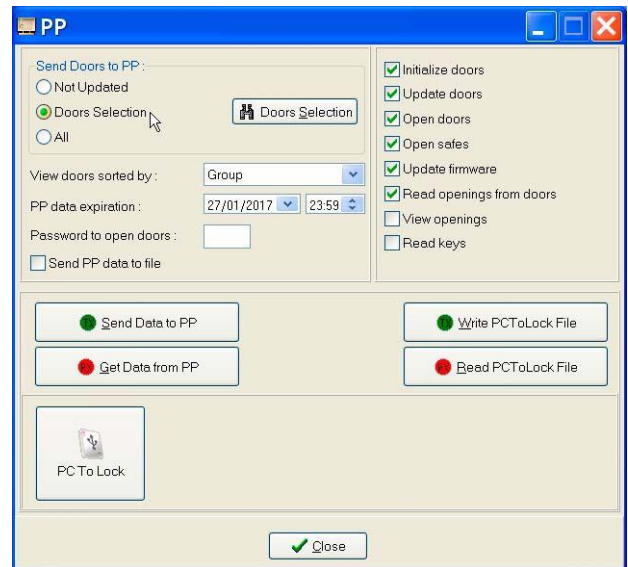 PP
Send Doors to PP :
Not Updated
Doors Selection
Doors Selection
All
View doors sorted by :
Group
PP data expiration :
27/01/2017
23:59
Password to open doors :
Send PP data to file
Initialize doors
Update doors
Open doors
Open safes
Update firmware
Read openings from doors
View openings
Read keys
Send Data to PP
Write PCToLock File
Get Data from PP
Read PCToLock File
PC To Lock
Close